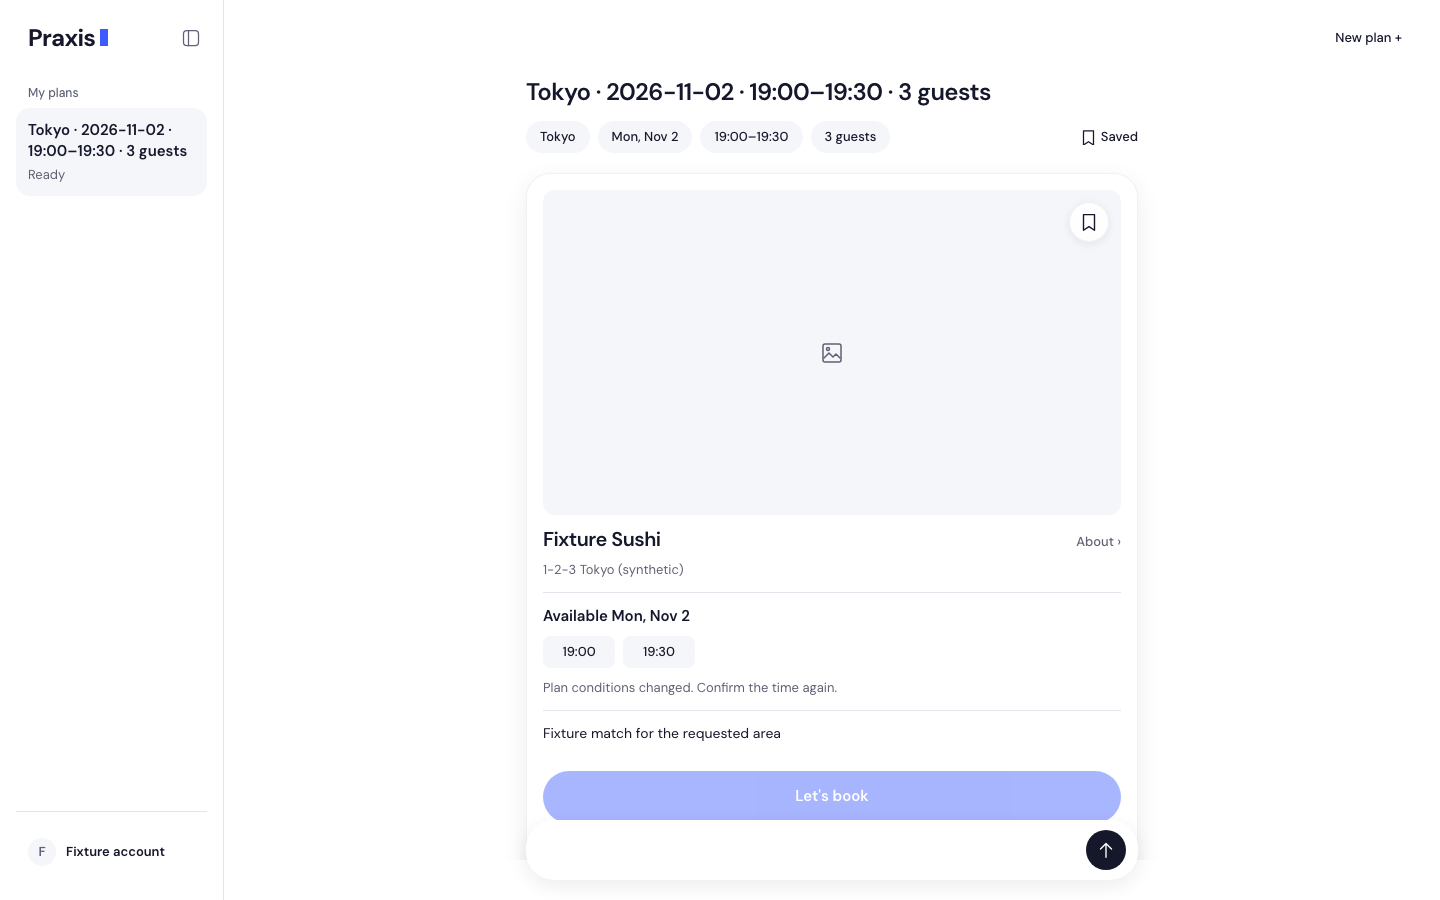 Praxis
New plan +
My plans
Tokyo · 2026-11-02 ·
19:00–19:30 · 3 guests
Ready
Tokyo · 2026-11-02 · 19:00–19:30 · 3 guests
Tokyo
Mon, Nov 2
19:00–19:30
3 guests
Saved
Fixture Sushi
About ›
1-2-3 Tokyo (synthetic)
Available Mon, Nov 2
19:00
19:30
Plan conditions changed. Confirm the time again.
Fixture match for the requested area
Let's book
F
Fixture account